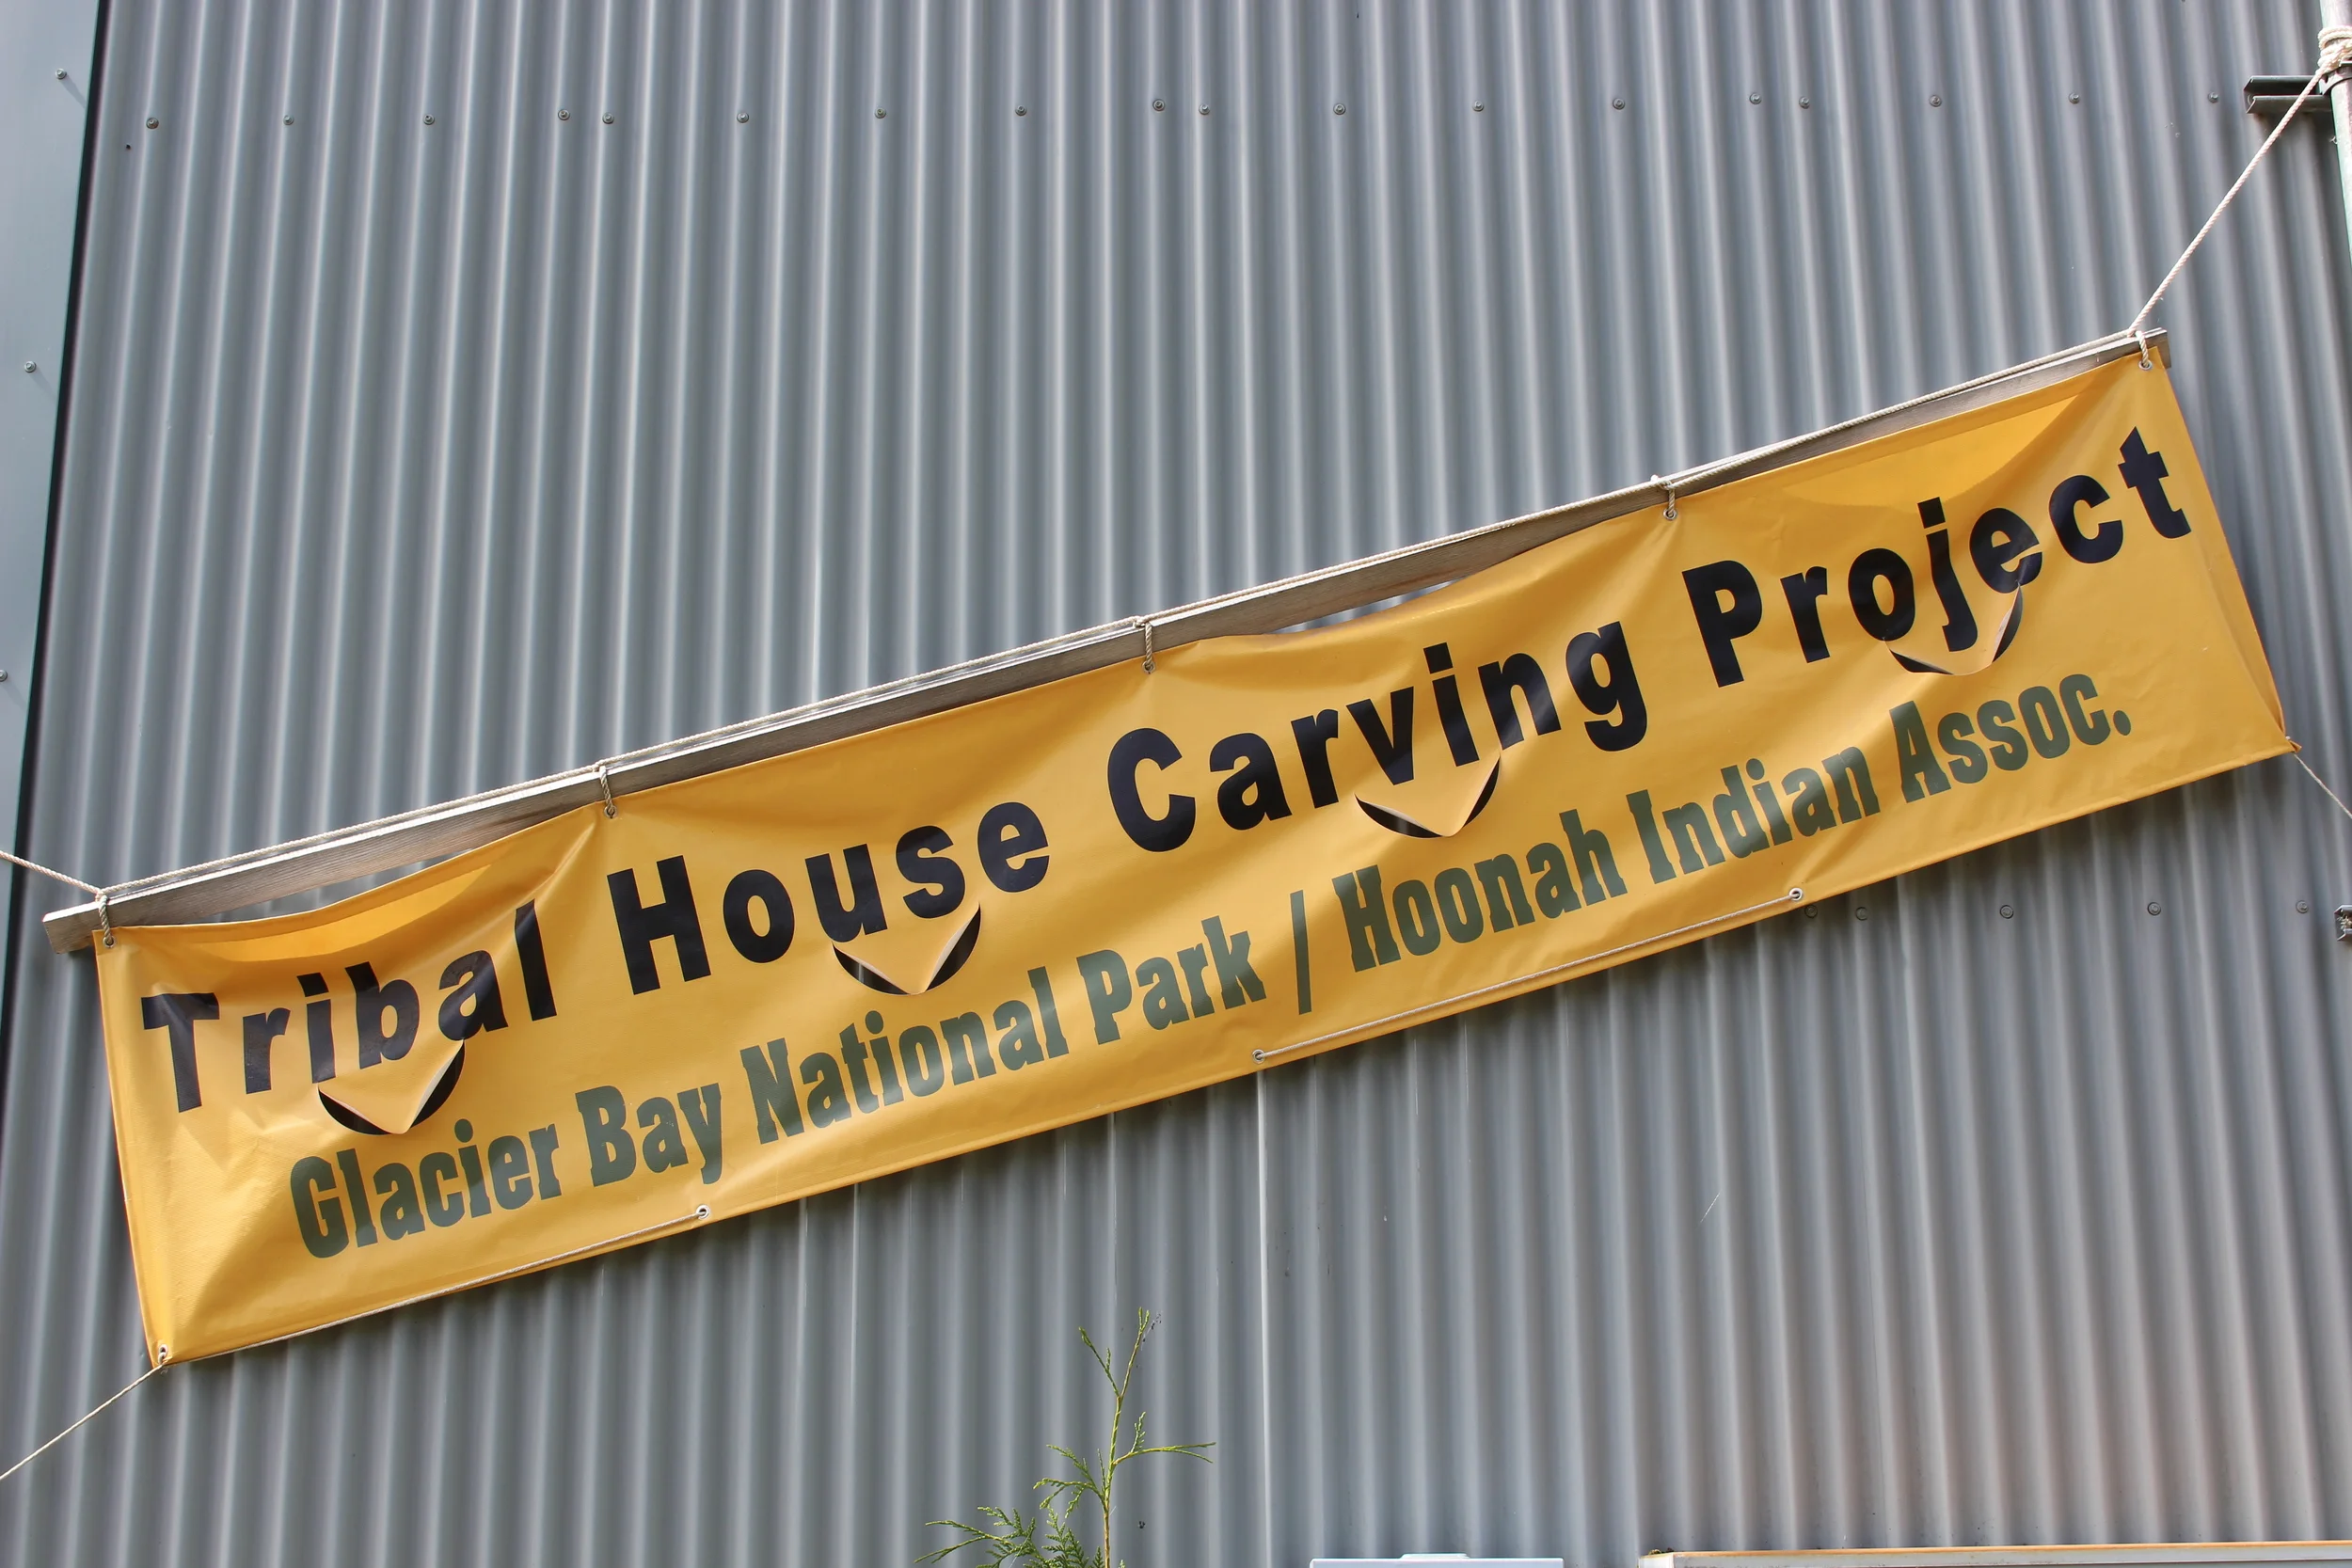 Tribal House Carving Project
Glacier Bay National Park / Hoonah Indian Assoc.